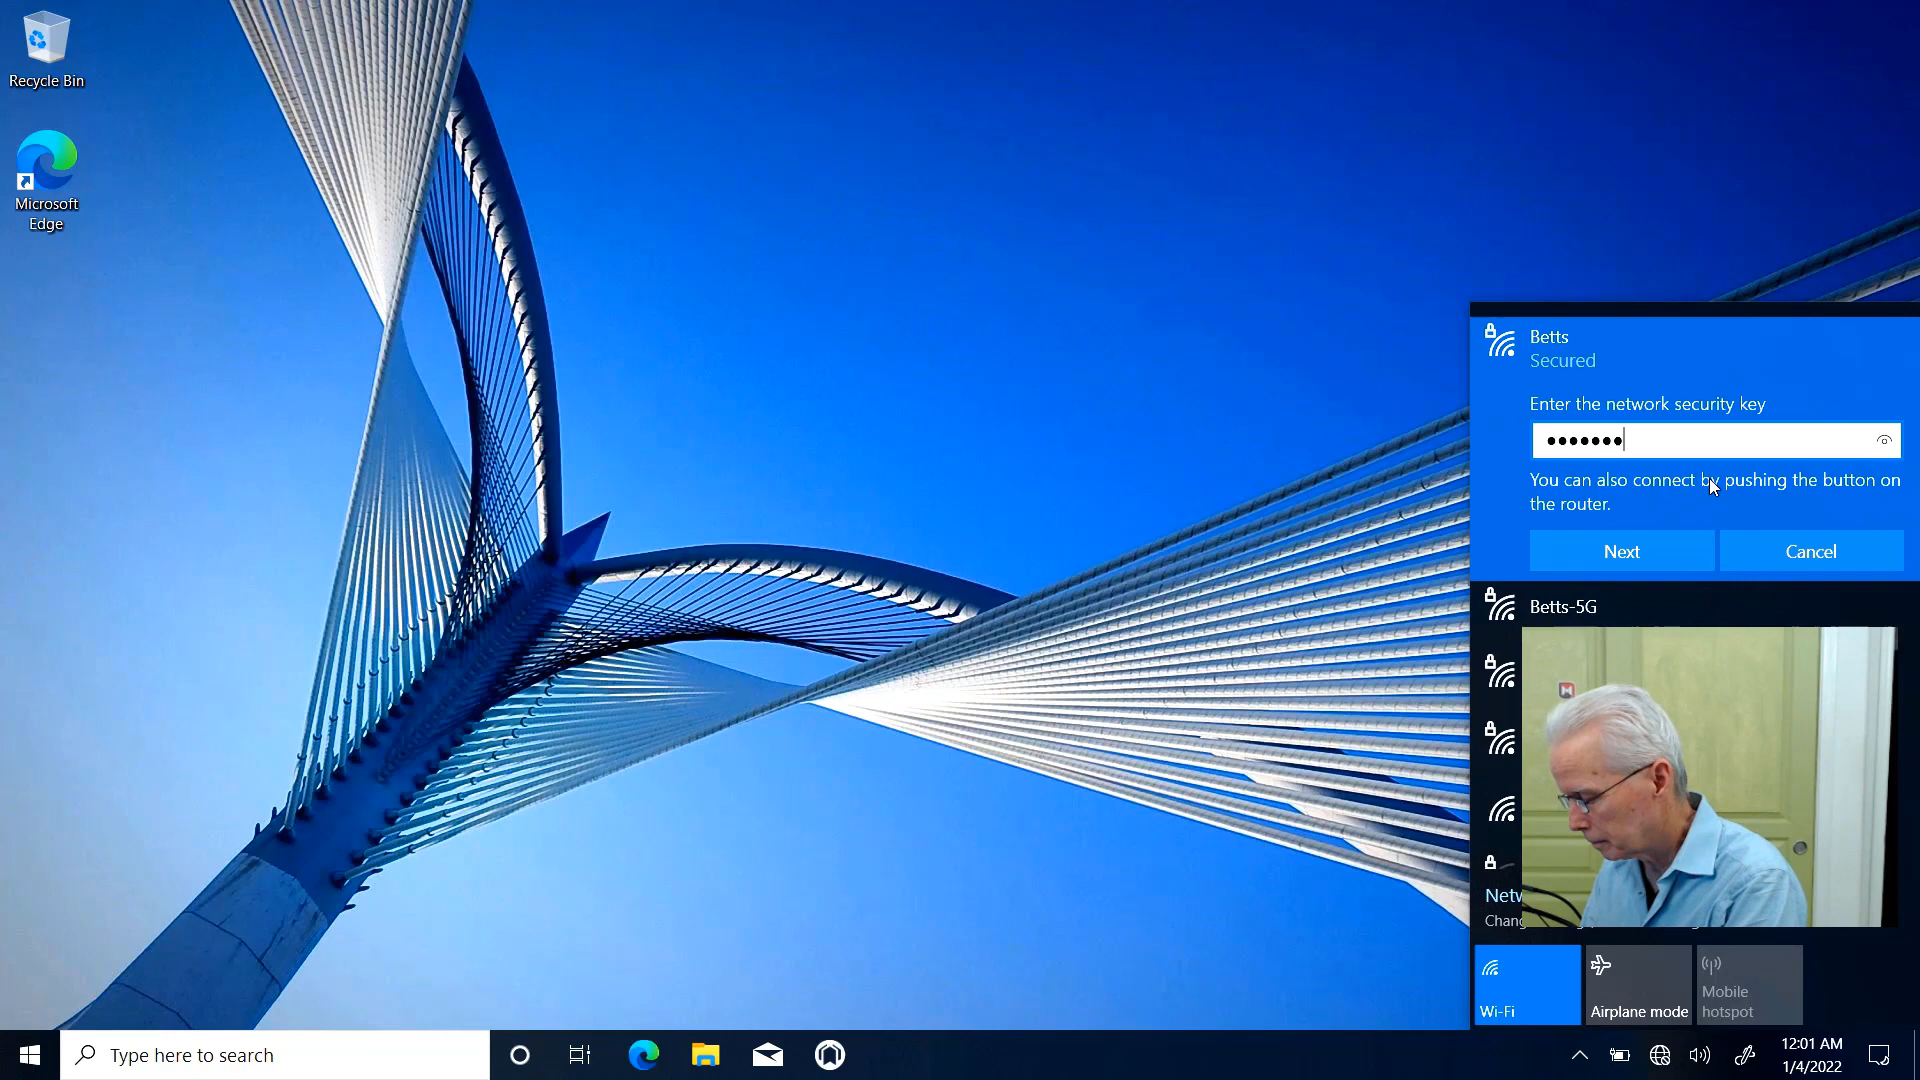 Recycle Bin
Microsoft
Edge
Betts
Secured
Enter the network security key
•••••••
You can also connect by pushing the button on
the router.
Next
Cancel
Betts-5G
Wi-Fi
Airplane mode
Mobile
hotspot
Type here to search
12:01 AM
1/4/2022